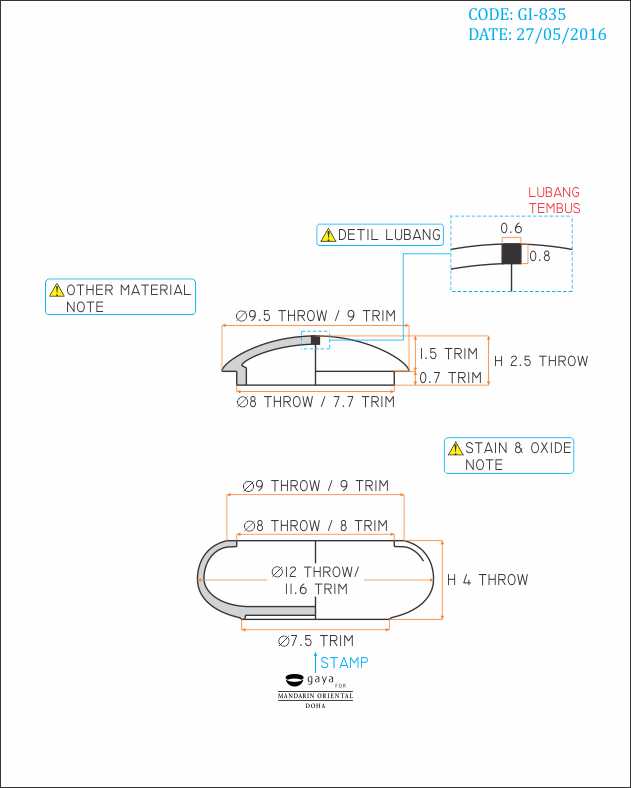 CODE: GI-835
DATE: 27/05/2016
LUBANG
TEMBUS
DETIL LUBANG
0.6
0.8
OTHER MATERIAL
NOTE
Ø9.5 THROW / 9 TRIM
1.5 TRIM
H 2.5 THROW
0.7 TRIM
Ø8 THROW / 7.7 TRIM
STAIN & OXIDE
NOTE
Ø9 THROW / 9 TRIM
Ø8 THROW / 8 TRIM
Ø12 THROW/
11.6 TRIM
H 4 THROW
Ø7.5 TRIM
STAMP
gaya
FOR
MANDARIN ORIENTAL
DOHA